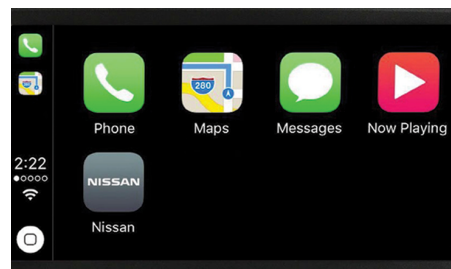 280
Phone
Maps
Messages
Now Playing
2:22
NISSAN
Nissan